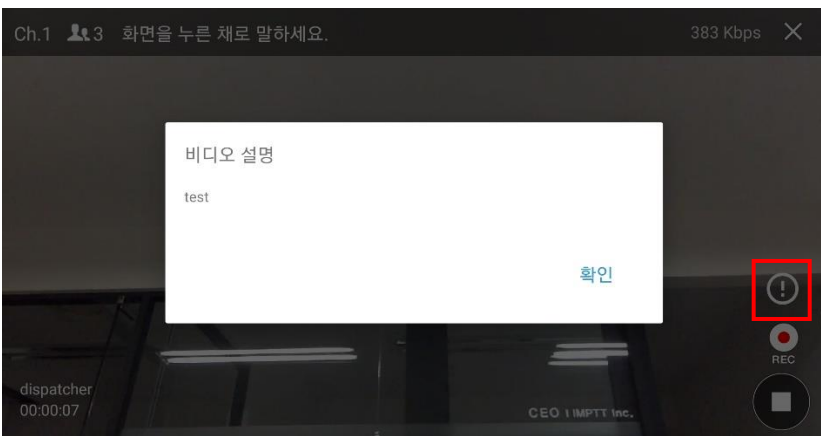 Ch.1 3 화면을 누른 채로 말하세요. 383 Kbps
비디오 설명
test
확인
REC
dispatcher
00:00:07
CEO I IMPTT Inc.